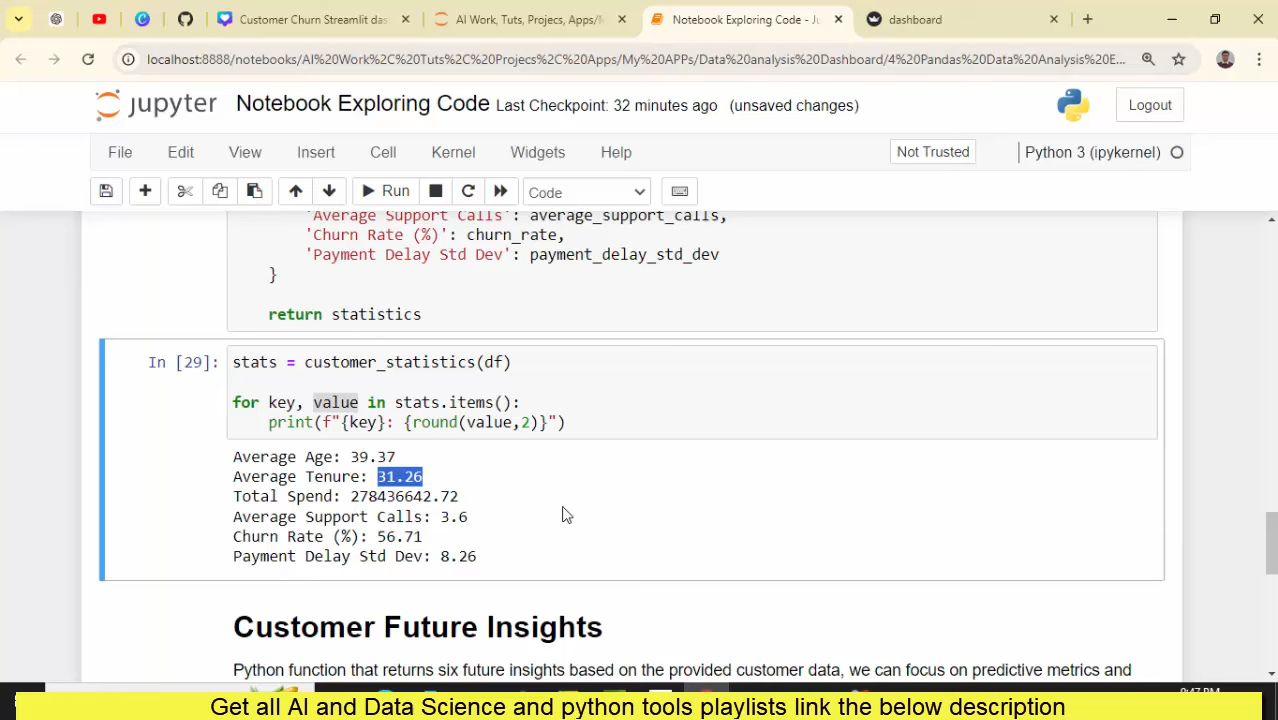 Customer Churn Streamlit das
AI Work, Tuts, Projecs, Apps/M
Notebook Exploring Code - Ju
dashboard
localhost:8888/notebooks/AI%20Work%2C%20Tuts%2C%20Projecs%2C%20Apps/My%20APPs/Data%20analysis%20Dashboard/4%20Pandas%20Data%20Analysis%20E...
jupyter Notebook Exploring Code Last Checkpoint: 32 minutes ago (unsaved changes)
Logout
File Edit View Insert Cell Kernel Widgets Help
Not Trusted
Python 3 (ipykernel)
Run
Code
'Average Support Calls': average_support_calls,
'Churn Rate (%)': churn_rate,
'Payment Delay Std Dev': payment_delay_std_dev
}
return statistics
In [29]: stats = customer_statistics(df)
for key, value in stats.items():
print(f"{key}: {round(value,2)}")
Average Age: 39.37
Average Tenure: 31.26
Total Spend: 278436642.72
Average Support Calls: 3.6
Churn Rate (%): 56.71
Payment Delay Std Dev: 8.26
Customer Future Insights
Python function that returns six future insights based on the provided customer data, we can focus on predictive metrics and
Get all AI and Data Science and python tools playlists link the below description